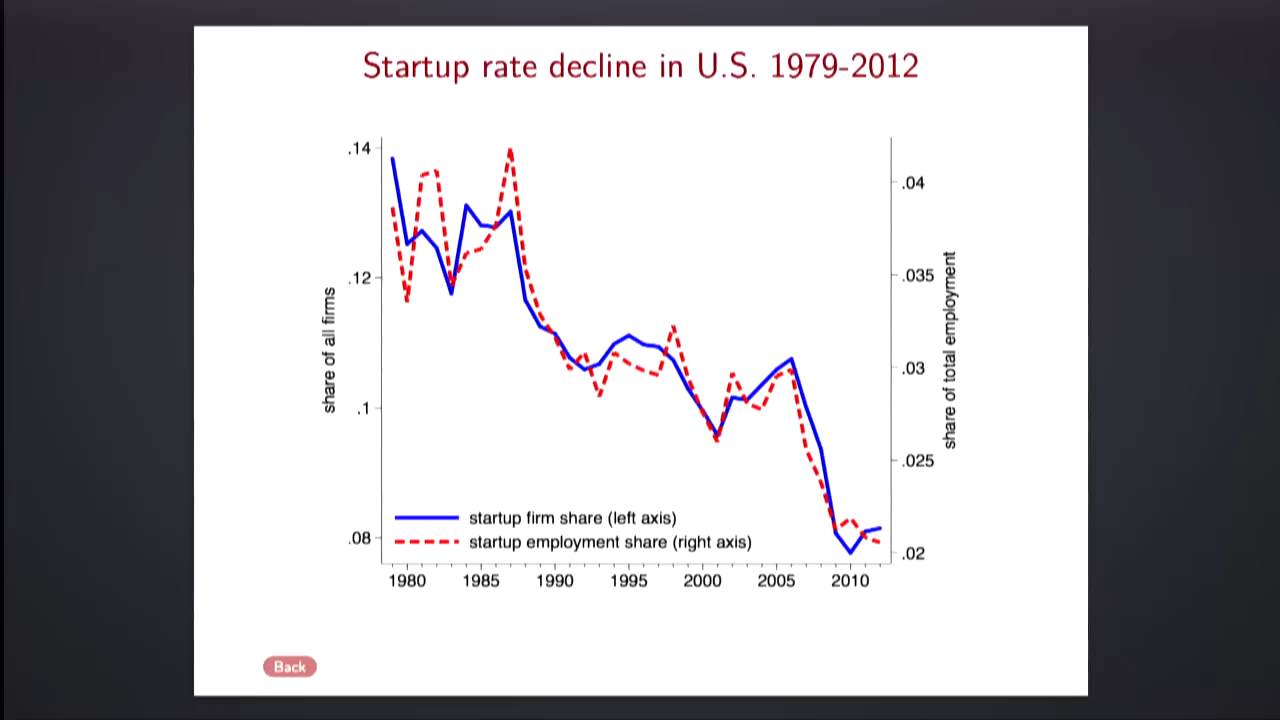 Startup rate decline in U.S. 1979-2012
.14
.12
.1
.08
share of all firms
.04
.035
.03
.025
.02
share of total employment
startup firm share (left axis)
startup employment share (right axis)
1980 1985 1990 1995 2000 2005 2010
Back